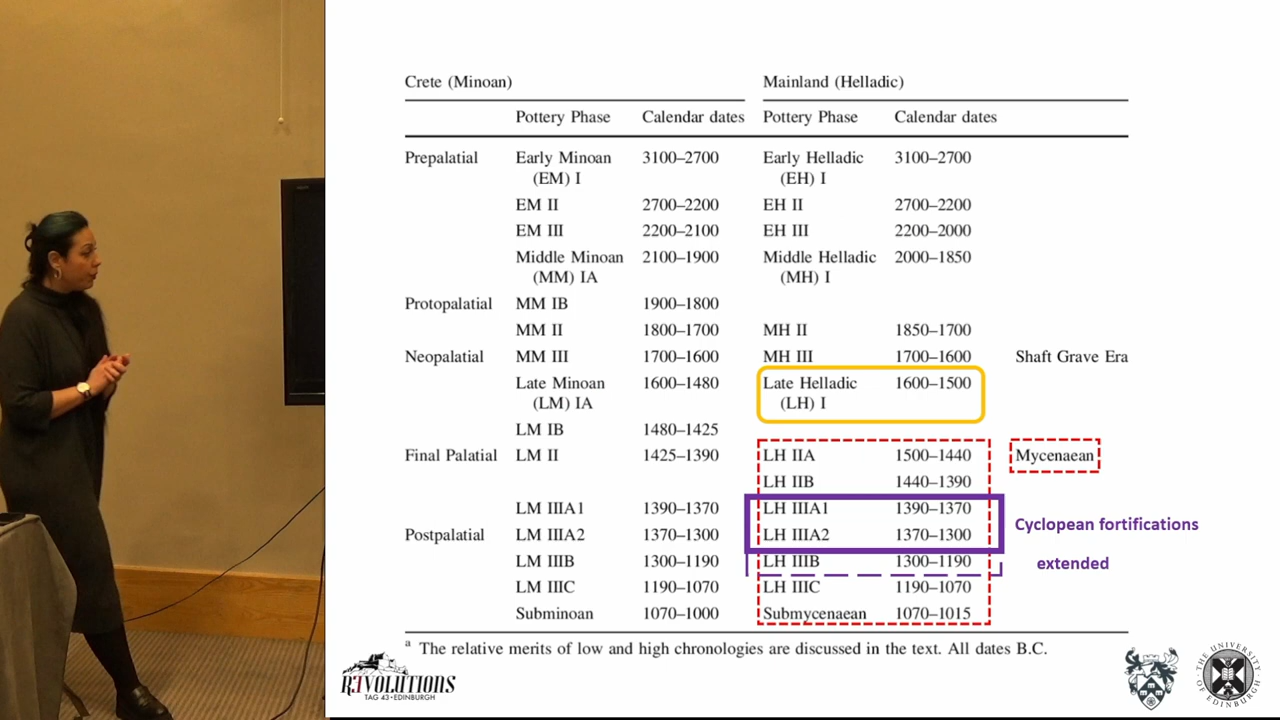 Crete (Minoan) Mainland (Helladic)
Pottery Phase Calendar dates Pottery Phase Calendar dates
Prepalatial Early Minoan 3100–2700 Early Helladic 3100–2700
(EM) I (EH) I
EM II 2700–2200 EH II 2700–2200
EM III 2200–2100 EH III 2200–2000
Middle Minoan 2100–1900 Middle Helladic 2000–1850
(MM) IA (MH) I
Protopalatial MM IB 1900–1800
MM II 1800–1700 MH II 1850–1700
Neopalatial MM III 1700–1600 MH III 1700–1600 Shaft Grave Era
Late Minoan 1600–1480 Late Helladic 1600–1500
(LM) IA (LH) I
LM IB 1480–1425
Final Palatial LM II 1425–1390 LH IIA 1500–1440 Mycenaean
LH IIB 1440–1390
LM IIIA1 1390–1370 LH IIIA1 1390–1370
Cyclopean fortifications
Postpalatial LM IIIA2 1370–1300 LH IIIA2 1370–1300
LM IIIB 1300–1190 LH IIIB 1300–1190 extended
LM IIIC 1190–1070 LH IIIC 1190–1070
Subminoan 1070–1000 Submycenaean 1070–1015
a The relative merits of low and high chronologies are discussed in the text. All dates B.C.
REVOLUTIONS
TAG 43 • EDINBURGH
THE UNIVERSITY OF EDINBURGH